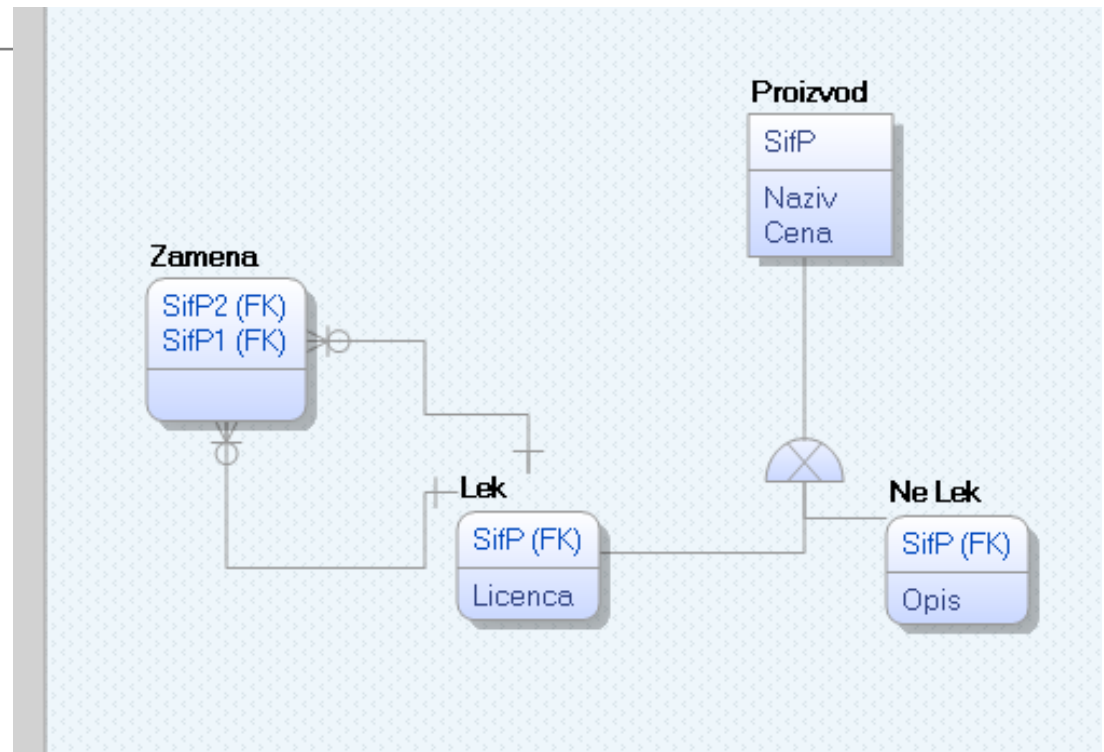 Proizvod
SifP
Naziv
Cena
Zamena
SifP2 (FK)
SifP1 (FK)
Lek
SifP (FK)
Licenca
Ne Lek
SifP (FK)
Opis